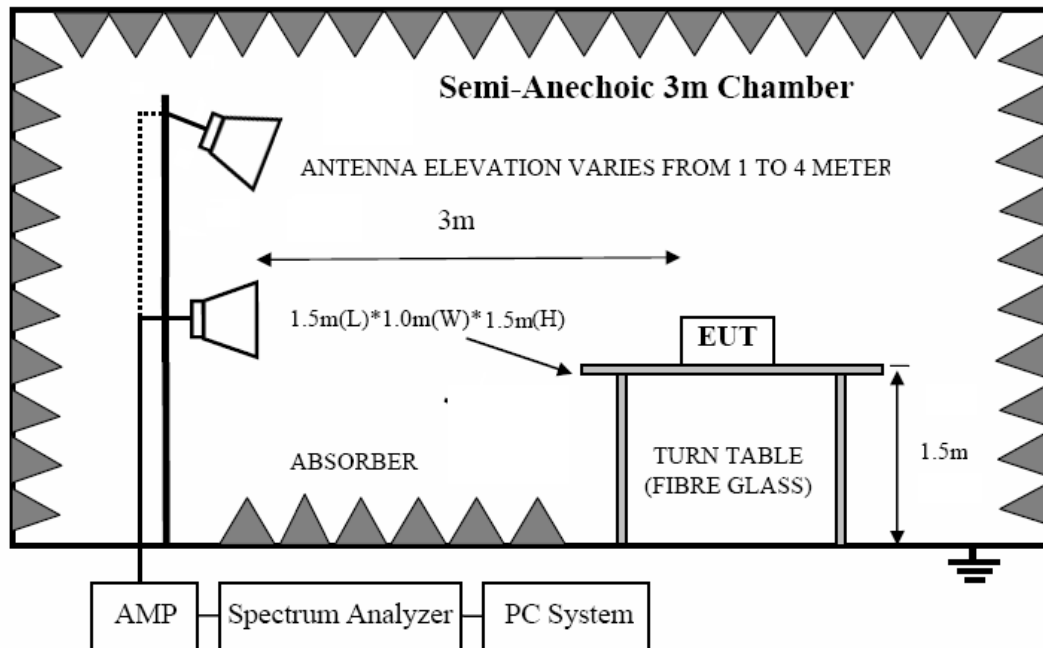 Semi-Anechoic 3m Chamber
ANTENNA ELEVATION VARIES FROM 1 TO 4 METER
3m
1.5m(L)*1.0m(W)*1.5m(H)
EUT
ABSORBER
TURN TABLE
(FIBRE GLASS)
1.5m
AMP
Spectrum Analyzer
PC System